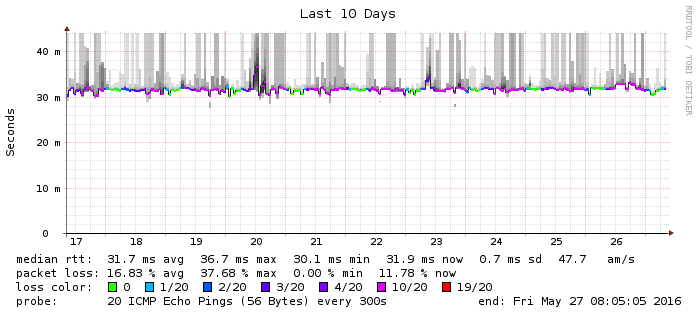 Last 10 Days
RRDTOOL / TOBI OETIKER
Seconds
40 m
30 m
20 m
10 m
0
17 18 19 20 21 22 23 24 25 26
median rtt: 31.7 ms avg 36.7 ms max 30.1 ms min 31.9 ms now 0.7 ms sd 47.7 am/s
packet loss: 16.83 % avg 37.68 % max 0.00 % min 11.78 % now
loss color: 0 1/20 2/20 3/20 4/20 10/20 19/20
probe: 20 ICMP Echo Pings (56 Bytes) every 300s end: Fri May 27 08:05:05 2016